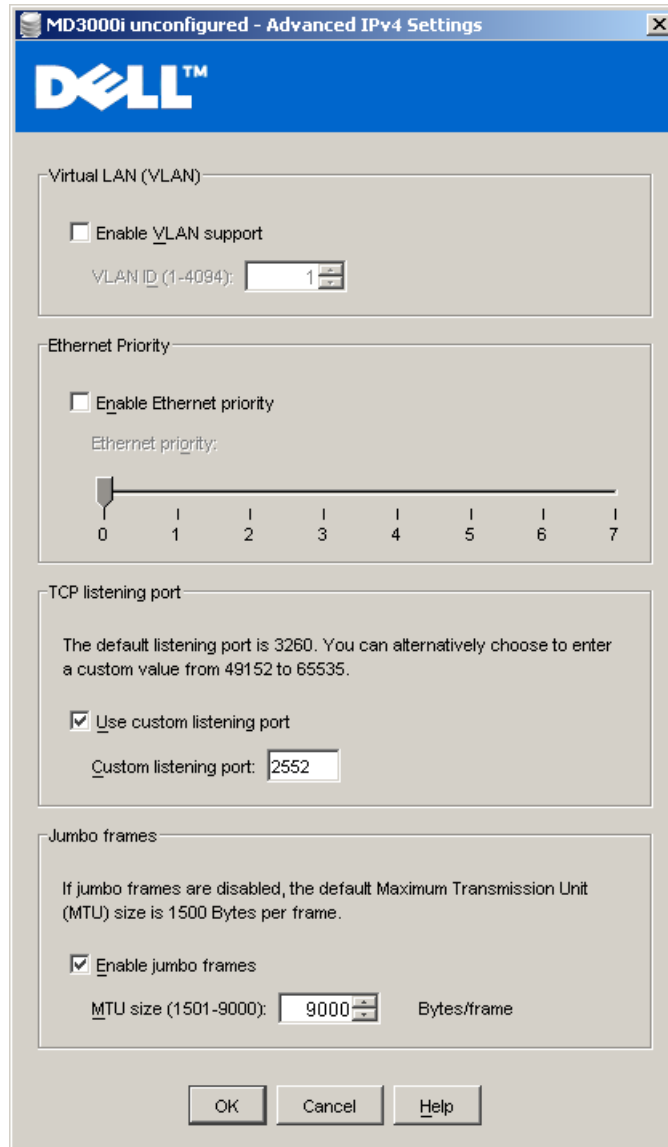 MD3000i unconfigured - Advanced IPv4 Settings
DELL™
Virtual LAN (VLAN)
Enable VLAN support
VLAN ID (1-4094): 1
Ethernet Priority
Enable Ethernet priority
Ethernet priority:
0 1 2 3 4 5 6 7
TCP listening port
The default listening port is 3260. You can alternatively choose to enter
a custom value from 49152 to 65535.
Use custom listening port
Custom listening port: 2552
Jumbo frames
If jumbo frames are disabled, the default Maximum Transmission Unit
(MTU) size is 1500 Bytes per frame.
Enable jumbo frames
MTU size (1501-9000): 9000 Bytes/frame
OK Cancel Help